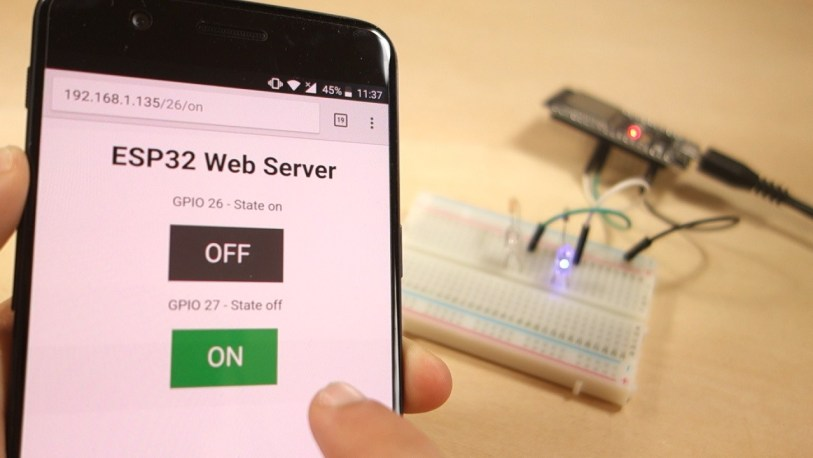 45% 11:37
192.168.1.135/26/on
19
ESP32 Web Server
GPIO 26 - State on
OFF
GPIO 27 - State off
ON